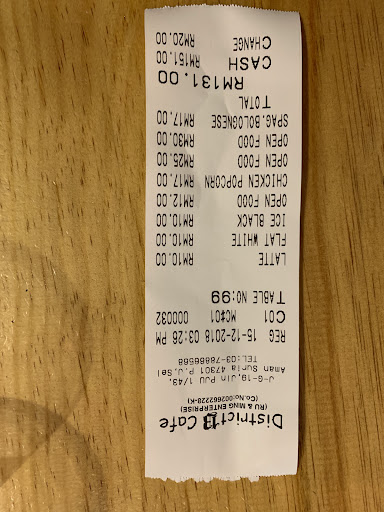 District 13 Cafe
(RU & MING ENTERPRISE)
(Co.No:002662228-K)
J-G-19,Jln PJU 1/43.
Aman Suria 47301 P.J.Sel
TEL:03-78866568
REG 15-12-2018 03:28 PM
C01 MC#01 000032
TABLE NO:99
LATTE RM10.00
FLAT WHITE RM10.00
ICE BLACK RM10.00
OPEN FOOD RM12.00
CHICKEN POPCORN RM17.00
OPEN FOOD RM25.00
OPEN FOOD RM30.00
SPAG.BOLOGNESE RM17.00
TOTAL
RM131.00
CASH RM151.00
CHANGE RM20.00